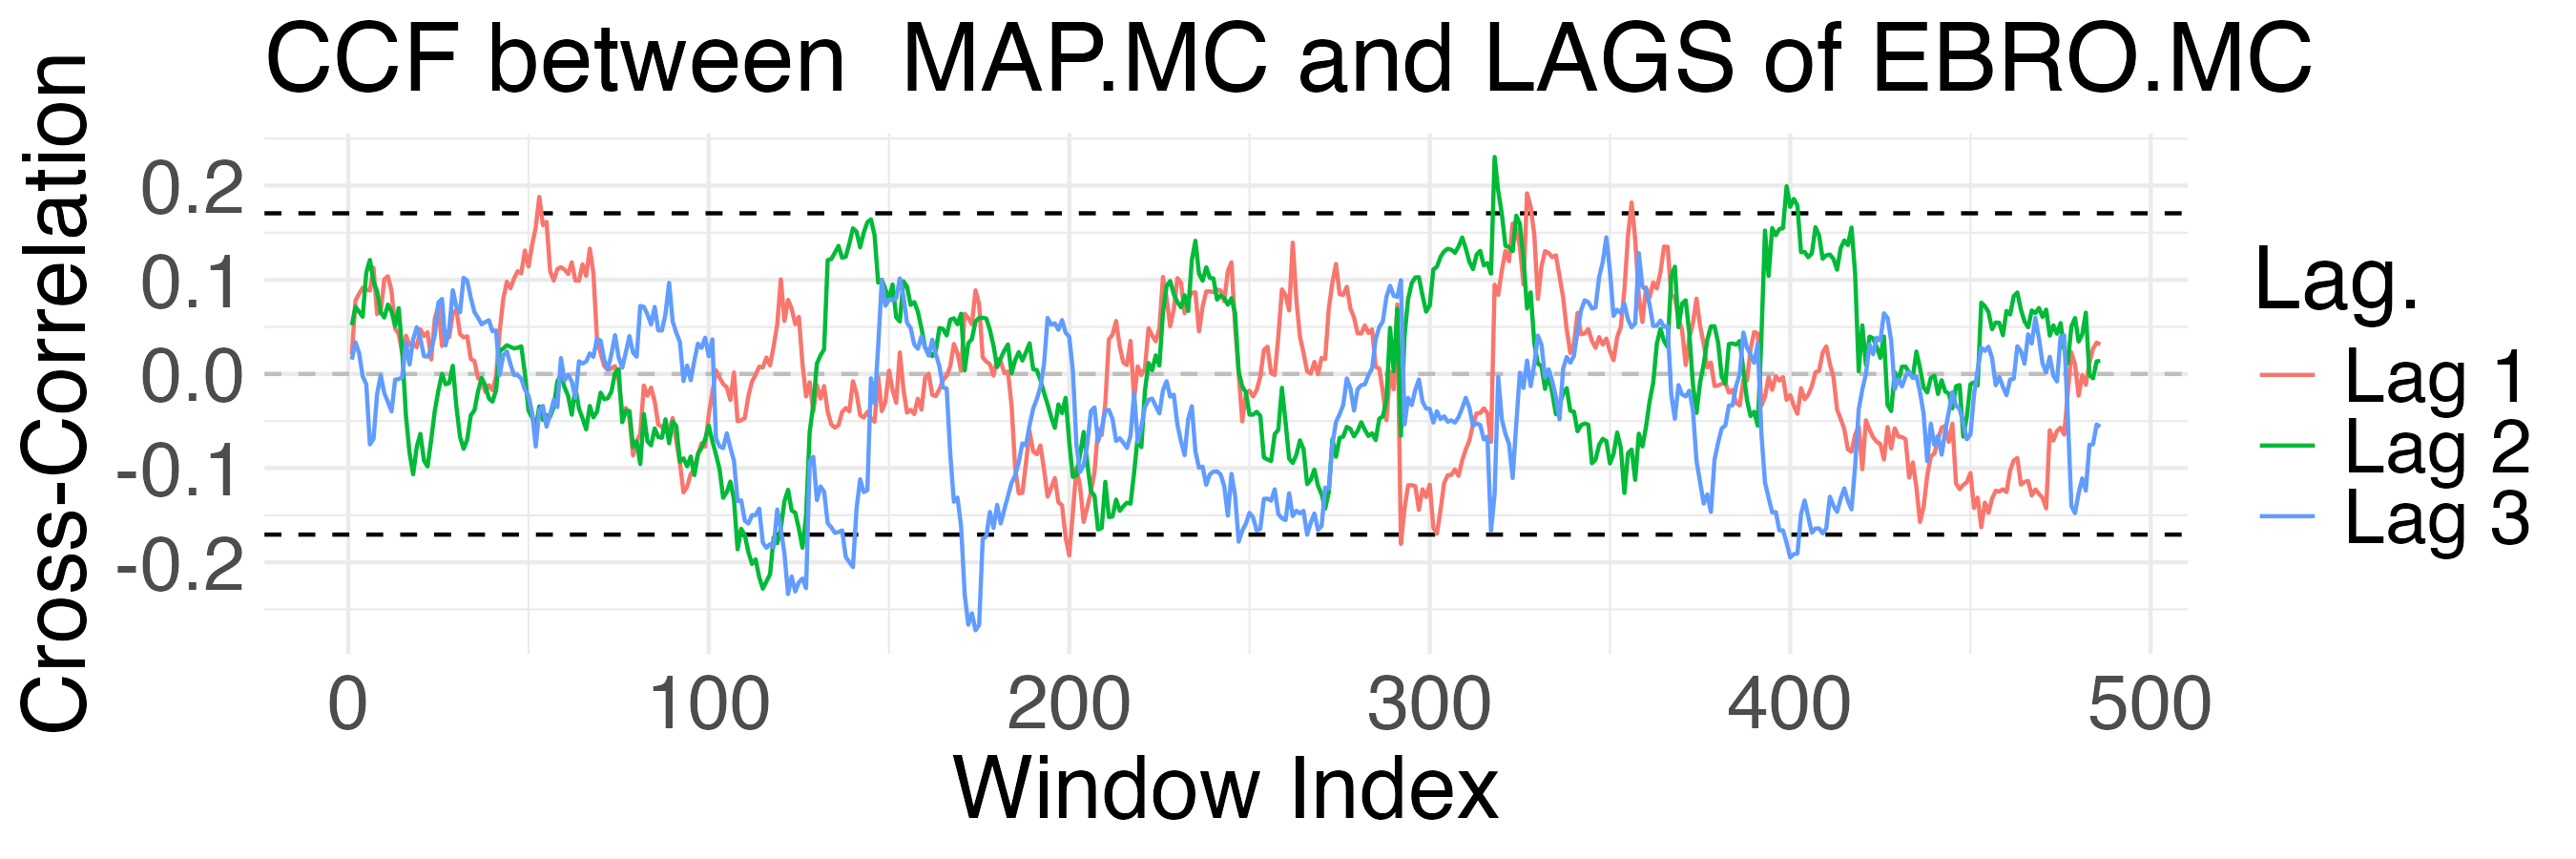 CCF between  MAP.MC and LAGS of EBRO.MC
Cross-Correlation
0.2
0.1
0.0
-0.1
-0.2
0 100 200 300 400 500
Window Index
Lag.
Lag 1
Lag 2
Lag 3